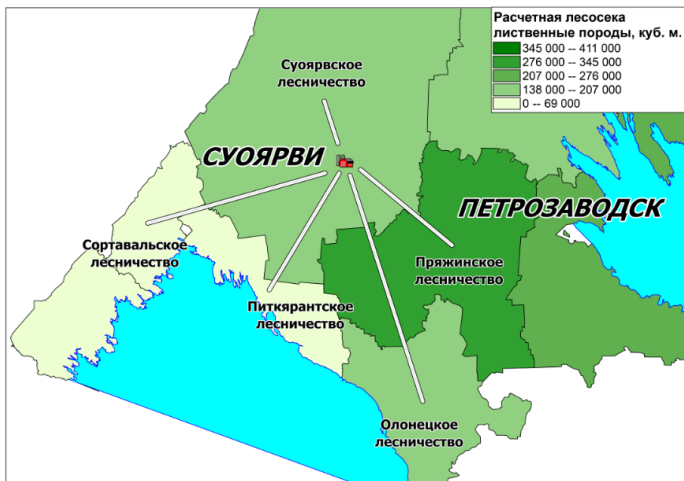 Расчетная лесосека
лиственные породы, куб. м.
345 000 -- 411 000
276 000 -- 345 000
207 000 -- 276 000
138 000 -- 207 000
0 -- 69 000
Суоярвское
лесничество
СУОЯРВИ
ПЕТРОЗАВОДСК
Сортавальское
лесничество
Пряжинское
лесничество
Питкярантское
лесничество
Олонецкое
лесничество